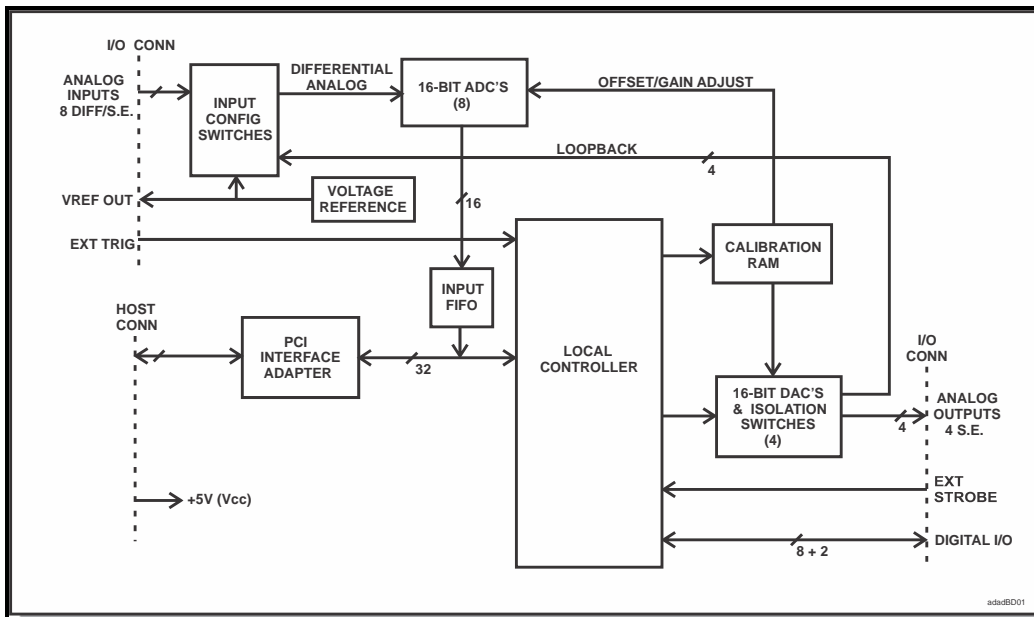 I/O CONN
ANALOG
INPUTS
8 DIFF/S.E.
INPUT
CONFIG
SWITCHES
DIFFERENTIAL
ANALOG
16-BIT ADC'S
(8)
OFFSET/GAIN ADJUST
LOOPBACK
4
VREF OUT
VOLTAGE
REFERENCE
16
EXT TRIG
CALIBRATION
RAM
INPUT
FIFO
HOST
CONN
PCI
INTERFACE
ADAPTER
32
LOCAL
CONTROLLER
I/O
CONN
16-BIT DAC'S
& ISOLATION
SWITCHES
(4)
4
ANALOG
OUTPUTS
4 S.E.
+5V (Vcc)
EXT
STROBE
8 + 2
DIGITAL I/O
adadBD01